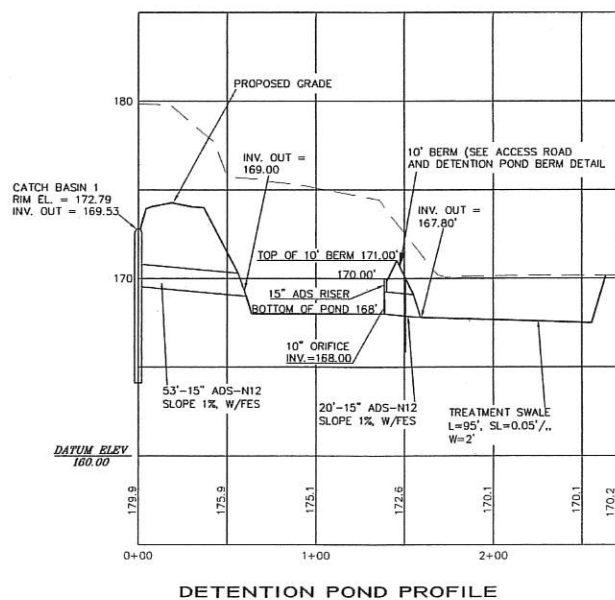 PROPOSED GRADE
180
INV. OUT =
169.00
10' BERM (SEE ACCESS ROAD
AND DETENTION POND BERM DETAIL
CATCH BASIN 1
RIM EL. = 172.79
INV. OUT = 169.53
INV. OUT =
167.80'
TOP OF 10' BERM 171.00'
170
170.00'
15" ADS RISER
BOTTOM OF POND 168'
10" ORIFICE
INV.=168.00
53'-15" ADS-N12
SLOPE 1%, W/FES
20'-15" ADS-N12
SLOPE 1%, W/FES
TREATMENT SWALE
L=95', SL=0.05'/,,
W=2'
DATUM ELEV
160.00
179.9
175.9
175.1
172.6
170.1
170.1
170.2
0+00
1+00
2+00
DETENTION POND PROFILE